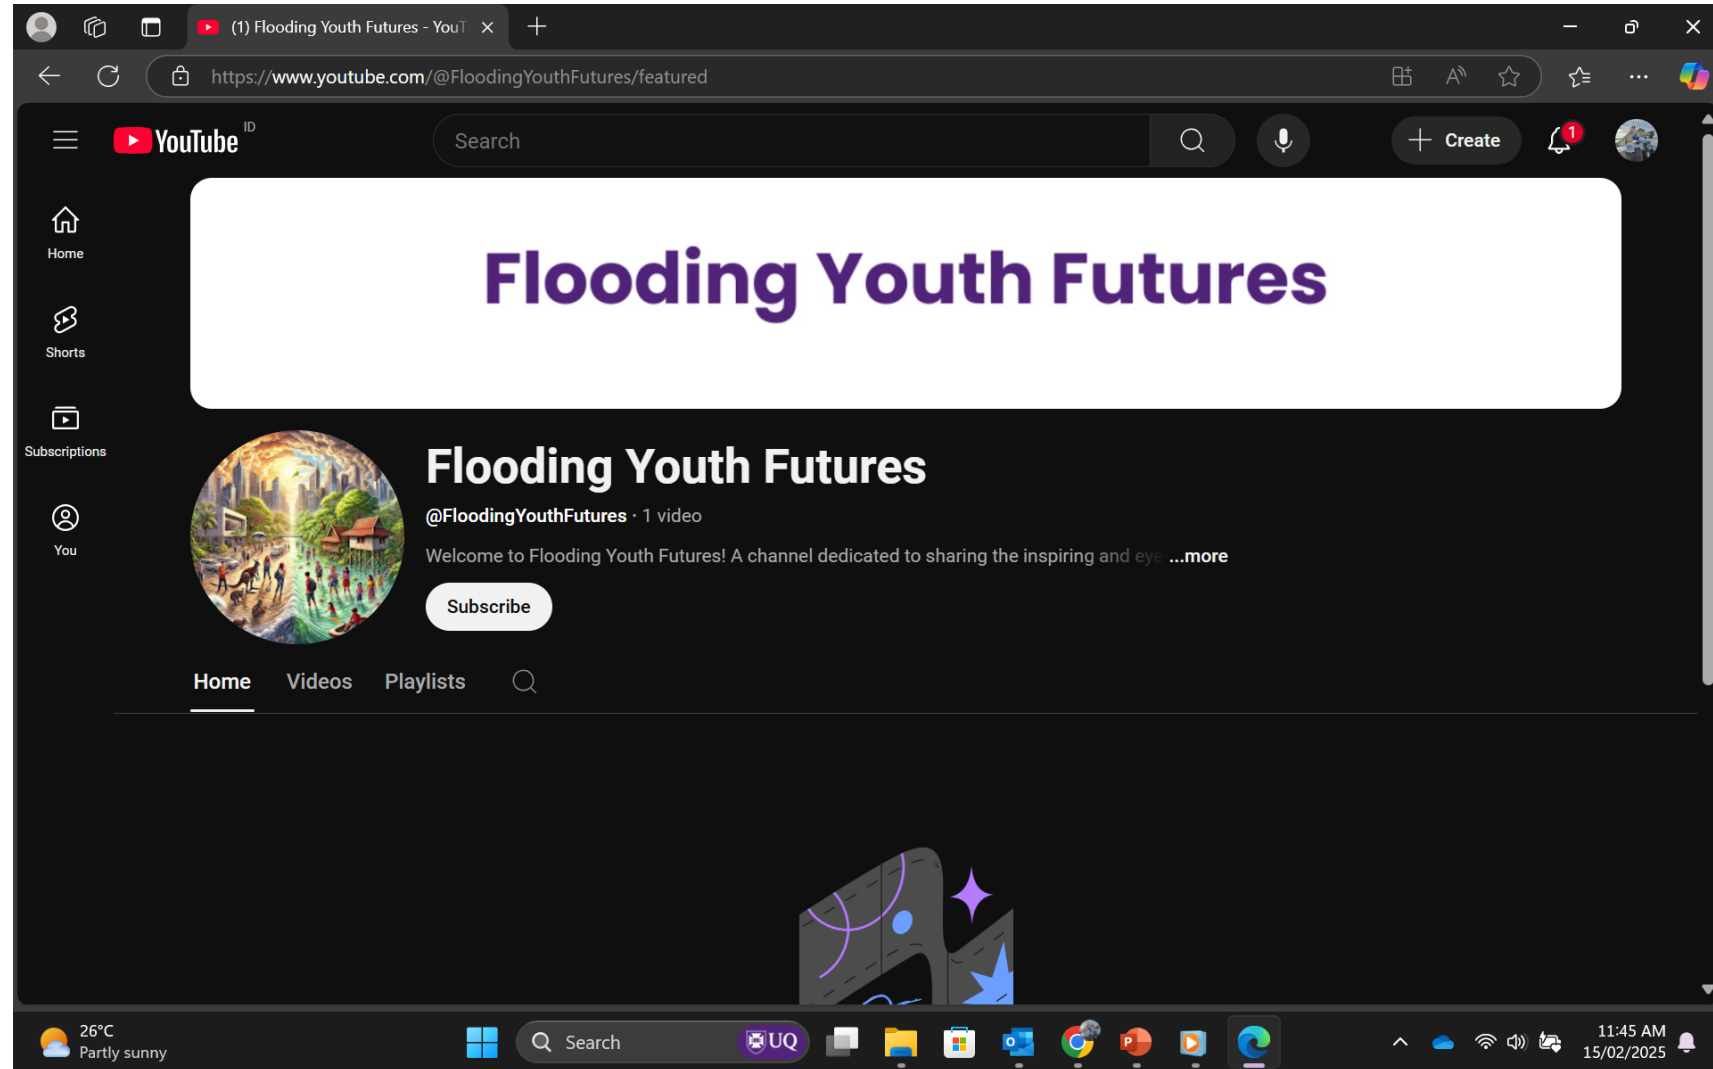 (1) Flooding Youth Futures - YouT
https://www.youtube.com/@FloodingYouthFutures/featured
YouTube ID
Search
Create
1
Home
Shorts
Subscriptions
You
Flooding Youth Futures
Flooding Youth Futures
@FloodingYouthFutures · 1 video
Welcome to Flooding Youth Futures! A channel dedicated to sharing the inspiring and eye ...more
Subscribe
Home Videos Playlists
26°C
Partly sunny
Search
UQ
11:45 AM
15/02/2025